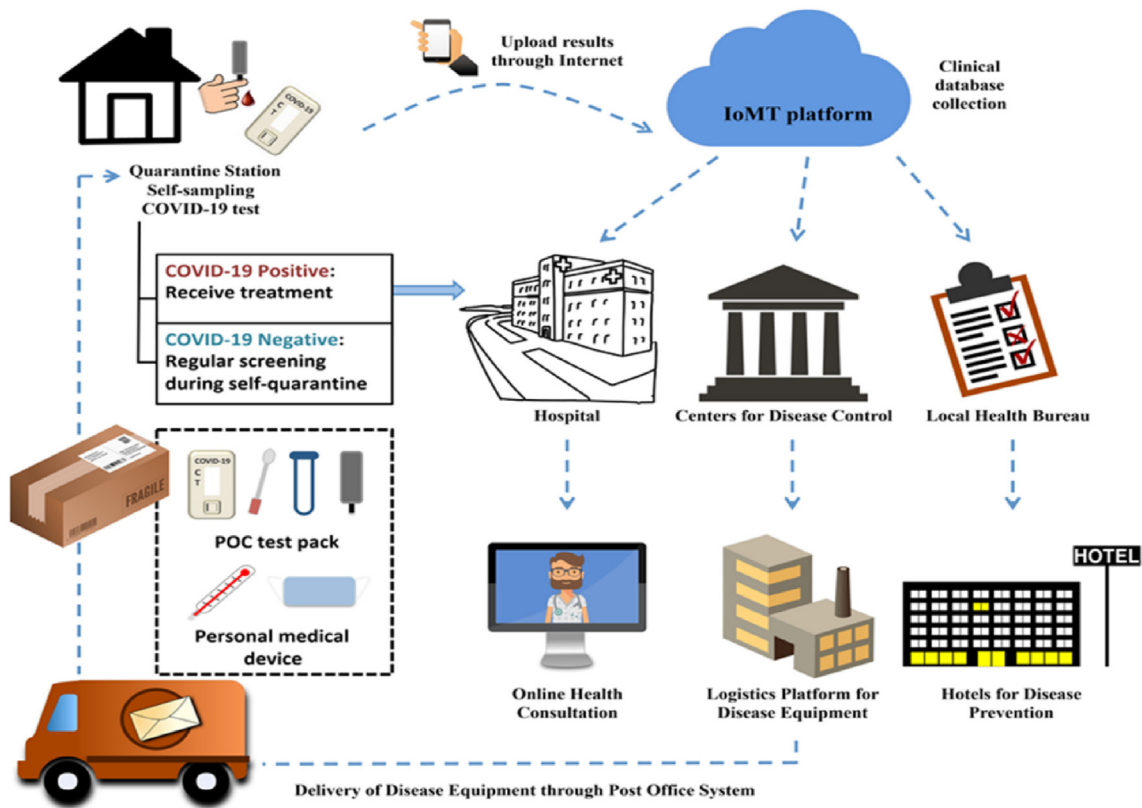 Upload results
through Internet
IoMT platform
Clinical
database
collection
COVID-19
C
T
Quarantine Station
Self-sampling
COVID-19 test
COVID-19 Positive:
Receive treatment
COVID-19 Negative:
Regular screening
during self-quarantine
Hospital
Centers for Disease Control
Local Health Bureau
FRAGILE
COVID-19
C
T
POC test pack
Personal medical
device
HOTEL
Online Health
Consultation
Logistics Platform for
Disease Equipment
Hotels for Disease
Prevention
Delivery of Disease Equipment through Post Office System